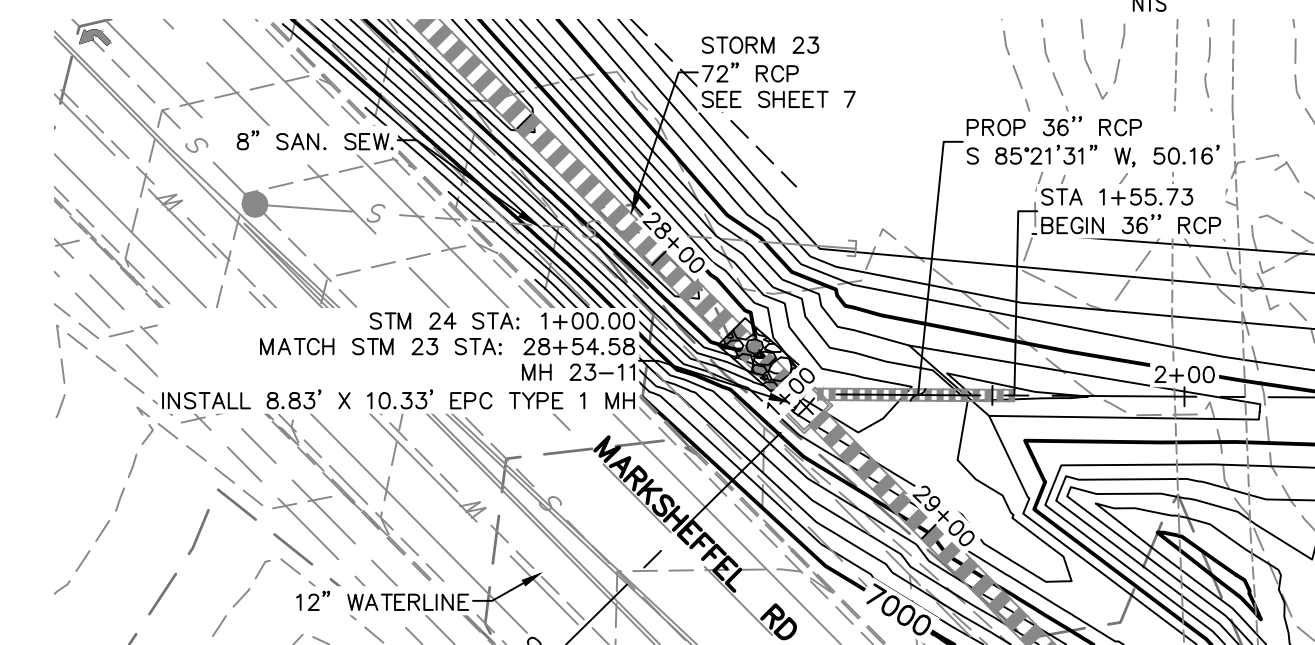 NTS
STORM 23
72" RCP
SEE SHEET 7
8" SAN. SEW.
PROP 36'' RCP
S 85°21'31" W, 50.16'
STA 1+55.73
BEGIN 36'' RCP
S
W
S
S
28+00
STM 24 STA: 1+00.00
MATCH STM 23 STA: 28+54.58
MH 23-11
INSTALL 8.83' X 10.33' EPC TYPE 1 MH
1+00
2+00
MARKSHEFFEL RD
29+00
S
W
12" WATERLINE
7000